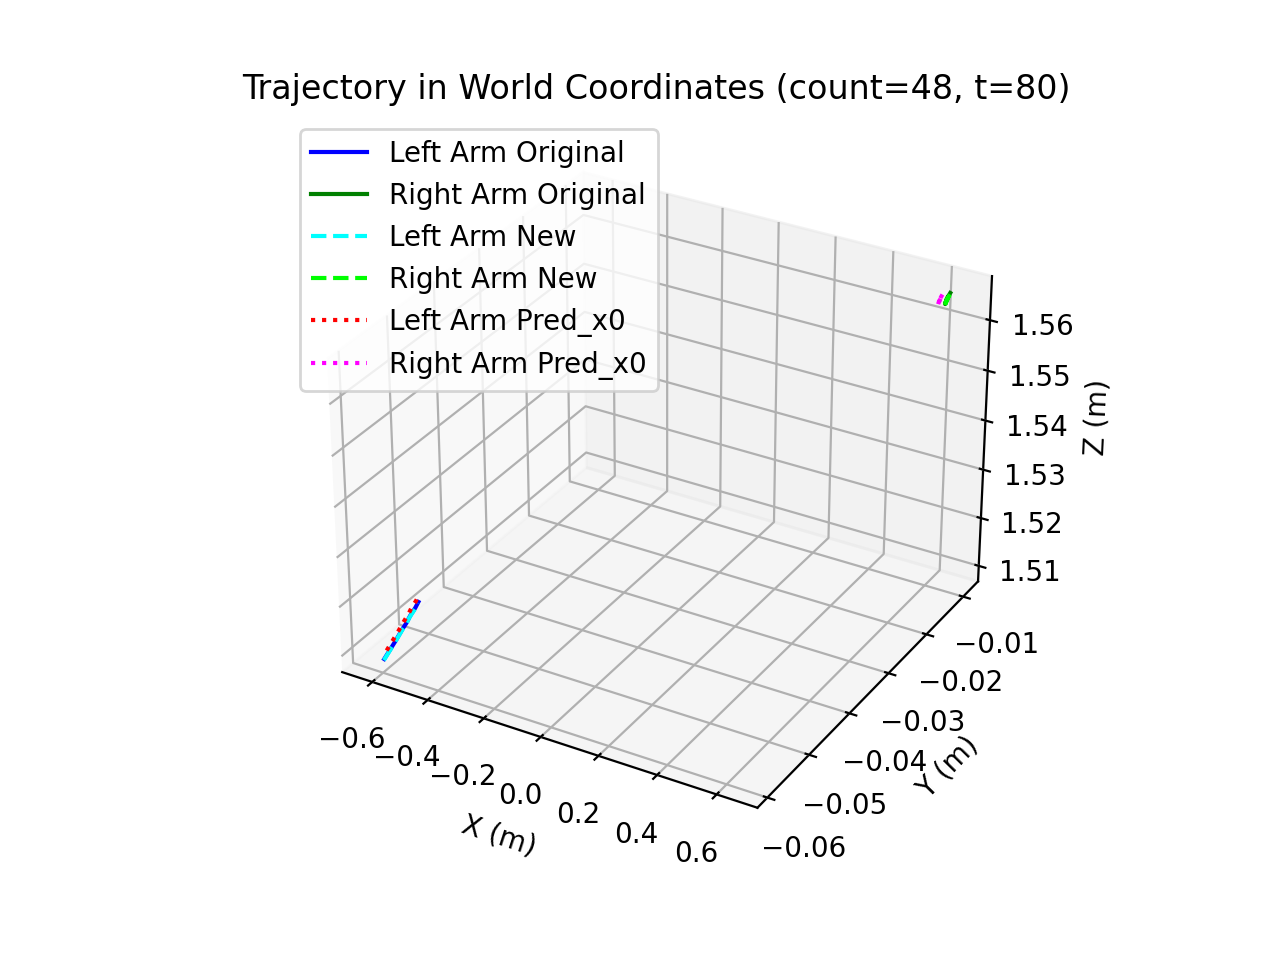 Trajectory in World Coordinates (count=48, t=80)
Left Arm Original
Right Arm Original
Left Arm New
Right Arm New
Left Arm Pred_x0
Right Arm Pred_x0
1.56
1.55
1.54
1.53
1.52
1.51
Z (m)
−0.01
−0.02
−0.03
−0.04
−0.05
−0.06
Y (m)
−0.6
−0.4
−0.2
0.0
0.2
0.4
0.6
X (m)